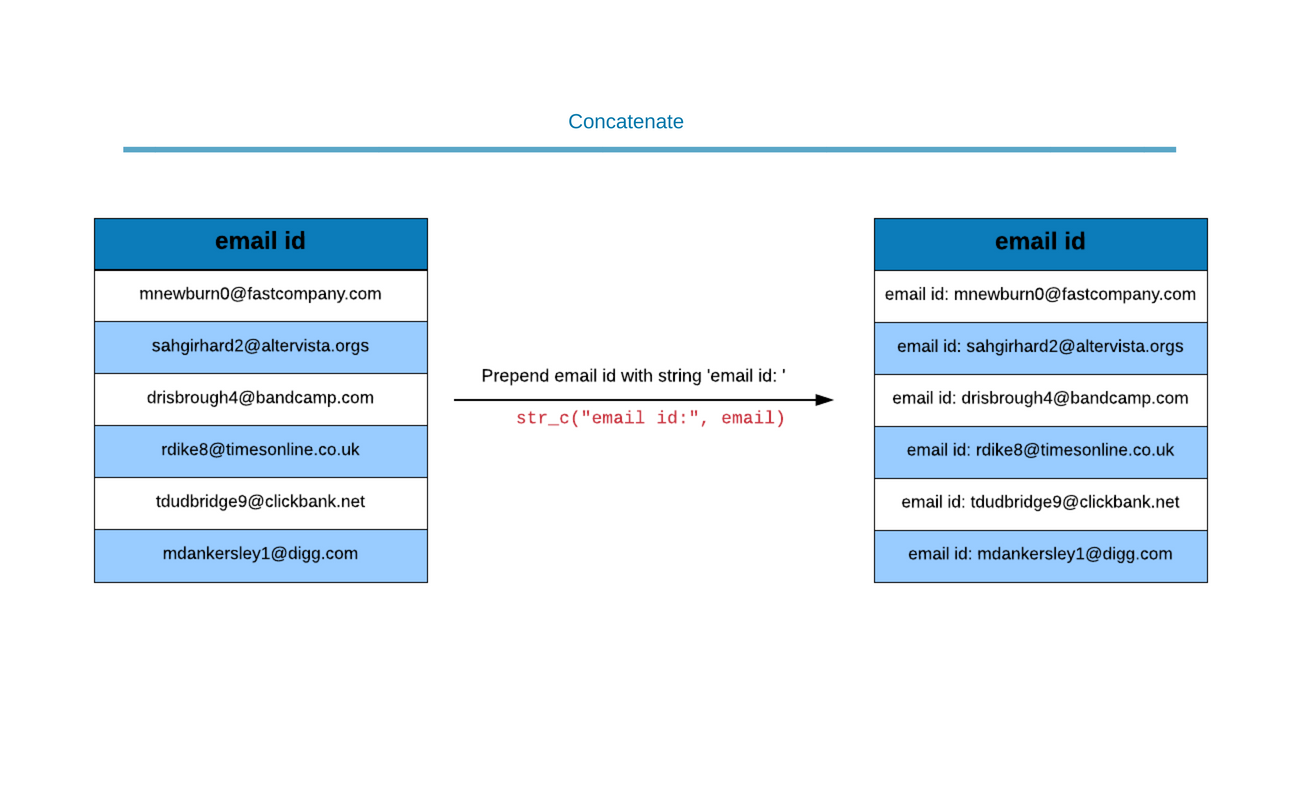 Concatenate
email id
mnewburn0@fastcompany.com
sahgirhard2@altervista.orgs
drisbrough4@bandcamp.com
rdike8@timesonline.co.uk
tdudbridge9@clickbank.net
mdankersley1@digg.com
Prepend email id with string 'email id: '
str_c("email id:", email)
email id
email id: mnewburn0@fastcompany.com
email id: sahgirhard2@altervista.orgs
email id: drisbrough4@bandcamp.com
email id: rdike8@timesonline.co.uk
email id: tdudbridge9@clickbank.net
email id: mdankersley1@digg.com